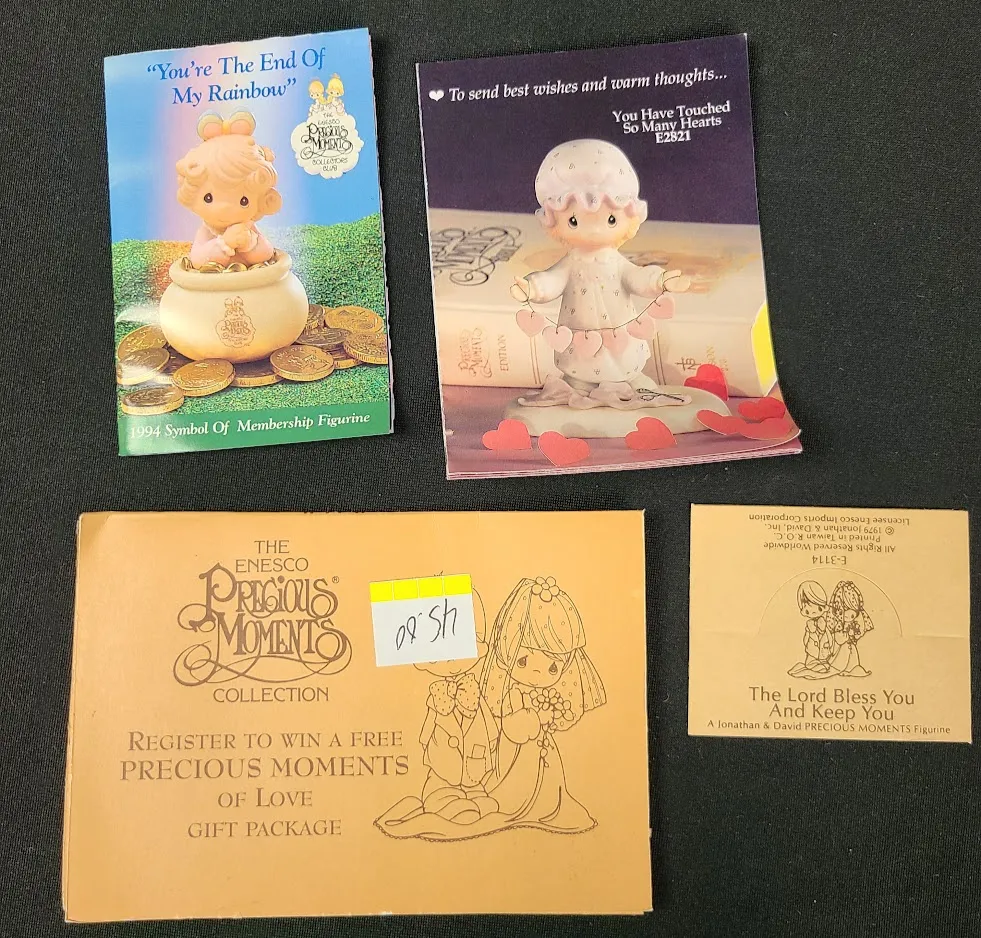 "You're The End Of
My Rainbow"
THE
ENESCO
PRECIOUS
MOMENTS
COLLECTORS
CLUB
1994 Symbol Of Membership Figurine
❤ To send best wishes and warm thoughts...
You Have Touched
So Many Hearts
E2821
PRECIOUS
MOMENTS
EDITION
THE
ENESCO
PRECIOUS®
MOMENTS
COLLECTION
REGISTER TO WIN A FREE
PRECIOUS MOMENTS
OF LOVE
GIFT PACKAGE
45.00
Licensee Enesco Imports Corporation
© 1979 Jonathan & David, Inc.
Printed in Taiwan R.O.C.
All Rights Reserved Worldwide
E-3114
The Lord Bless You
And Keep You
A Jonathan & David PRECIOUS MOMENTS Figurine